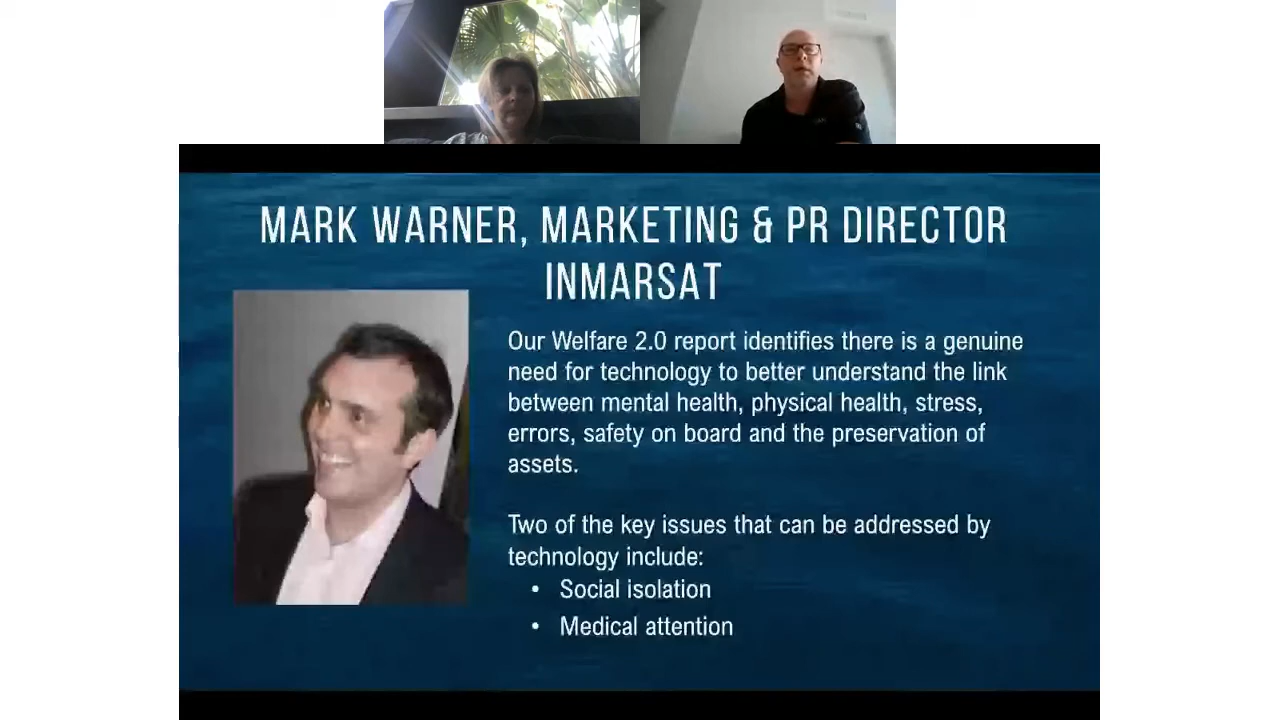 MARK WARNER, MARKETING & PR DIRECTOR
INMARSAT
Our Welfare 2.0 report identifies there is a genuine
need for technology to better understand the link
between mental health, physical health, stress,
errors, safety on board and the preservation of
assets.
Two of the key issues that can be addressed by
technology include:
• Social isolation
• Medical attention